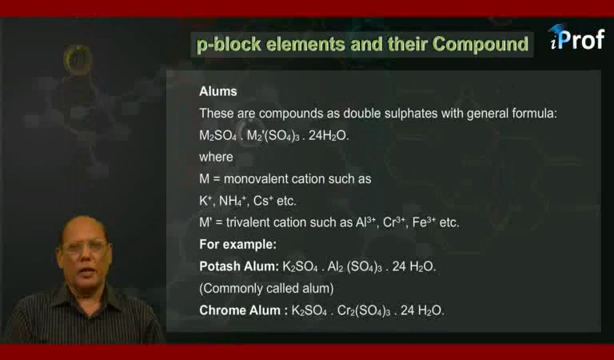 p-block elements and their Compound
iProf
Alums
These are compounds as double sulphates with general formula:
M₂SO₄ . M₂'(SO₄)₃ . 24H₂O.
where
M = monovalent cation such as
K⁺, NH₄⁺, Cs⁺ etc.
M' = trivalent cation such as Al³⁺, Cr³⁺, Fe³⁺ etc.
For example:
Potash Alum: K₂SO₄ . Al₂ (SO₄)₃ . 24 H₂O.
(Commonly called alum)
Chrome Alum : K₂SO₄ . Cr₂(SO₄)₃ . 24 H₂O.